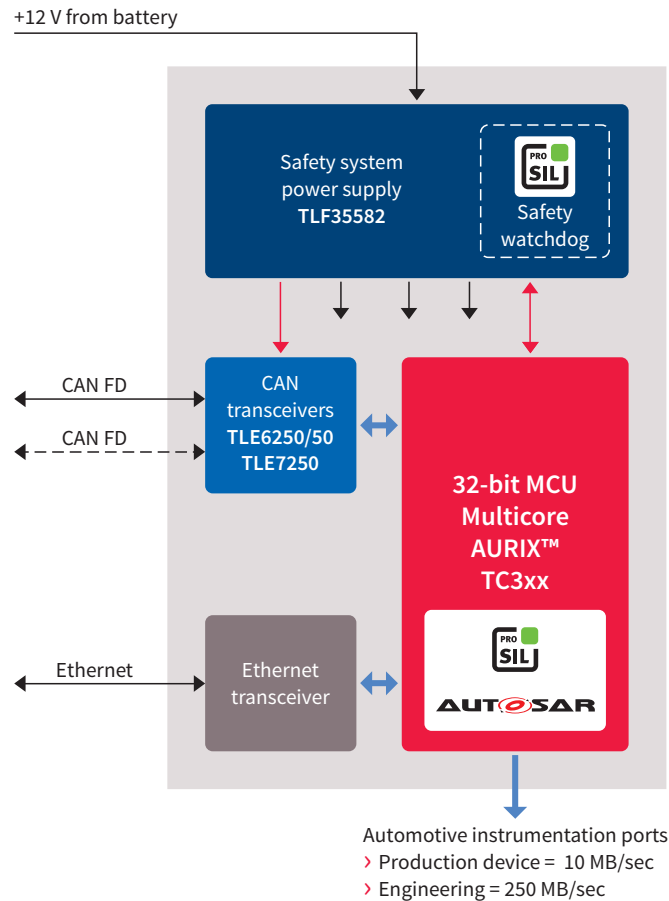 +12 V from battery
Safety system
power supply
TLF35582
PRO
SIL
Safety
watchdog
CAN FD
CAN FD
CAN
transceivers
TLE6250/50
TLE7250
32-bit MCU
Multicore
AURIX™
TC3xx
PRO
SIL
AUTOSAR
Ethernet
Ethernet
transceiver
Automotive instrumentation ports
› Production device = 10 MB/sec
› Engineering = 250 MB/sec